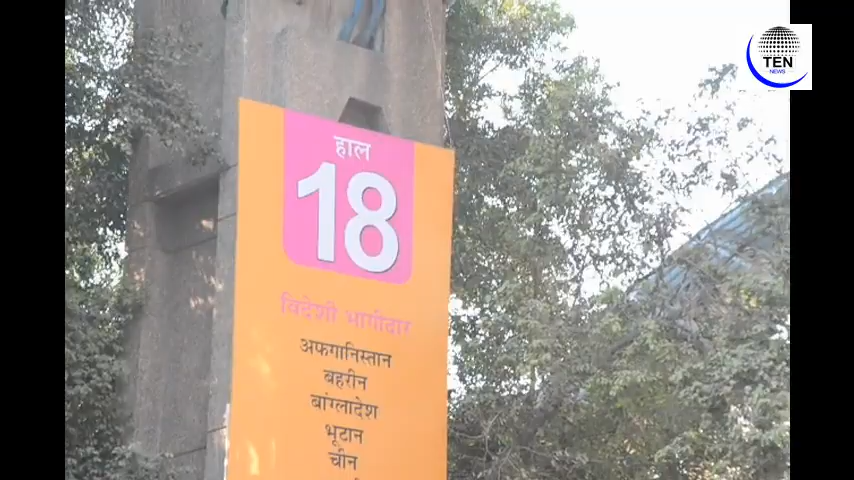 TEN
NEWS
हाल
18
विदेशी भागीदार
अफगानिस्तान
बहरीन
बांग्लादेश
भूटान
चीन